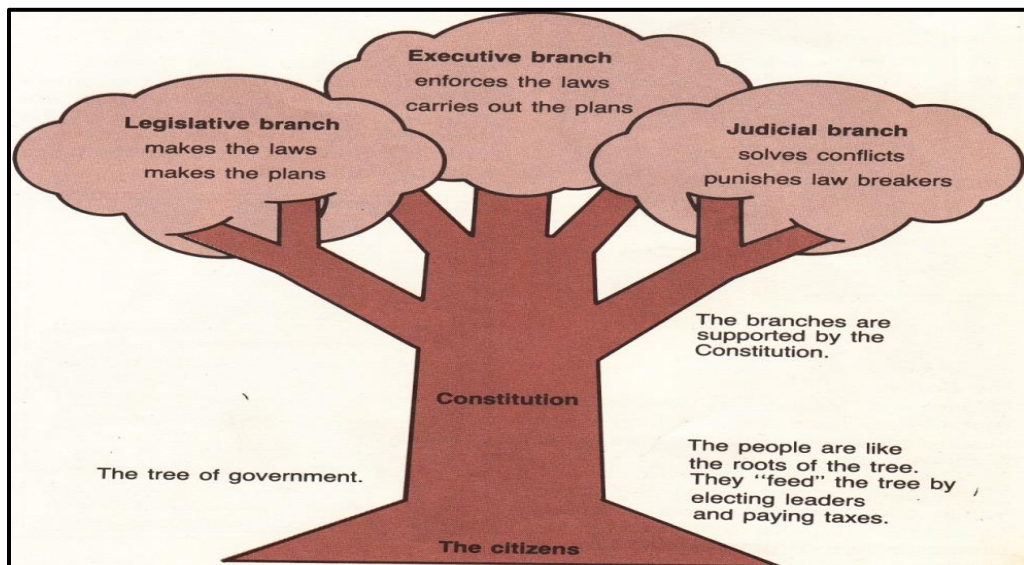 Executive branch
enforces the laws
carries out the plans
Legislative branch
makes the laws
makes the plans
Judicial branch
solves conflicts
punishes law breakers
The branches are
supported by the
Constitution.
Constitution
The tree of government.
The people are like
the roots of the tree.
They "feed" the tree by
electing leaders
and paying taxes.
The citizens